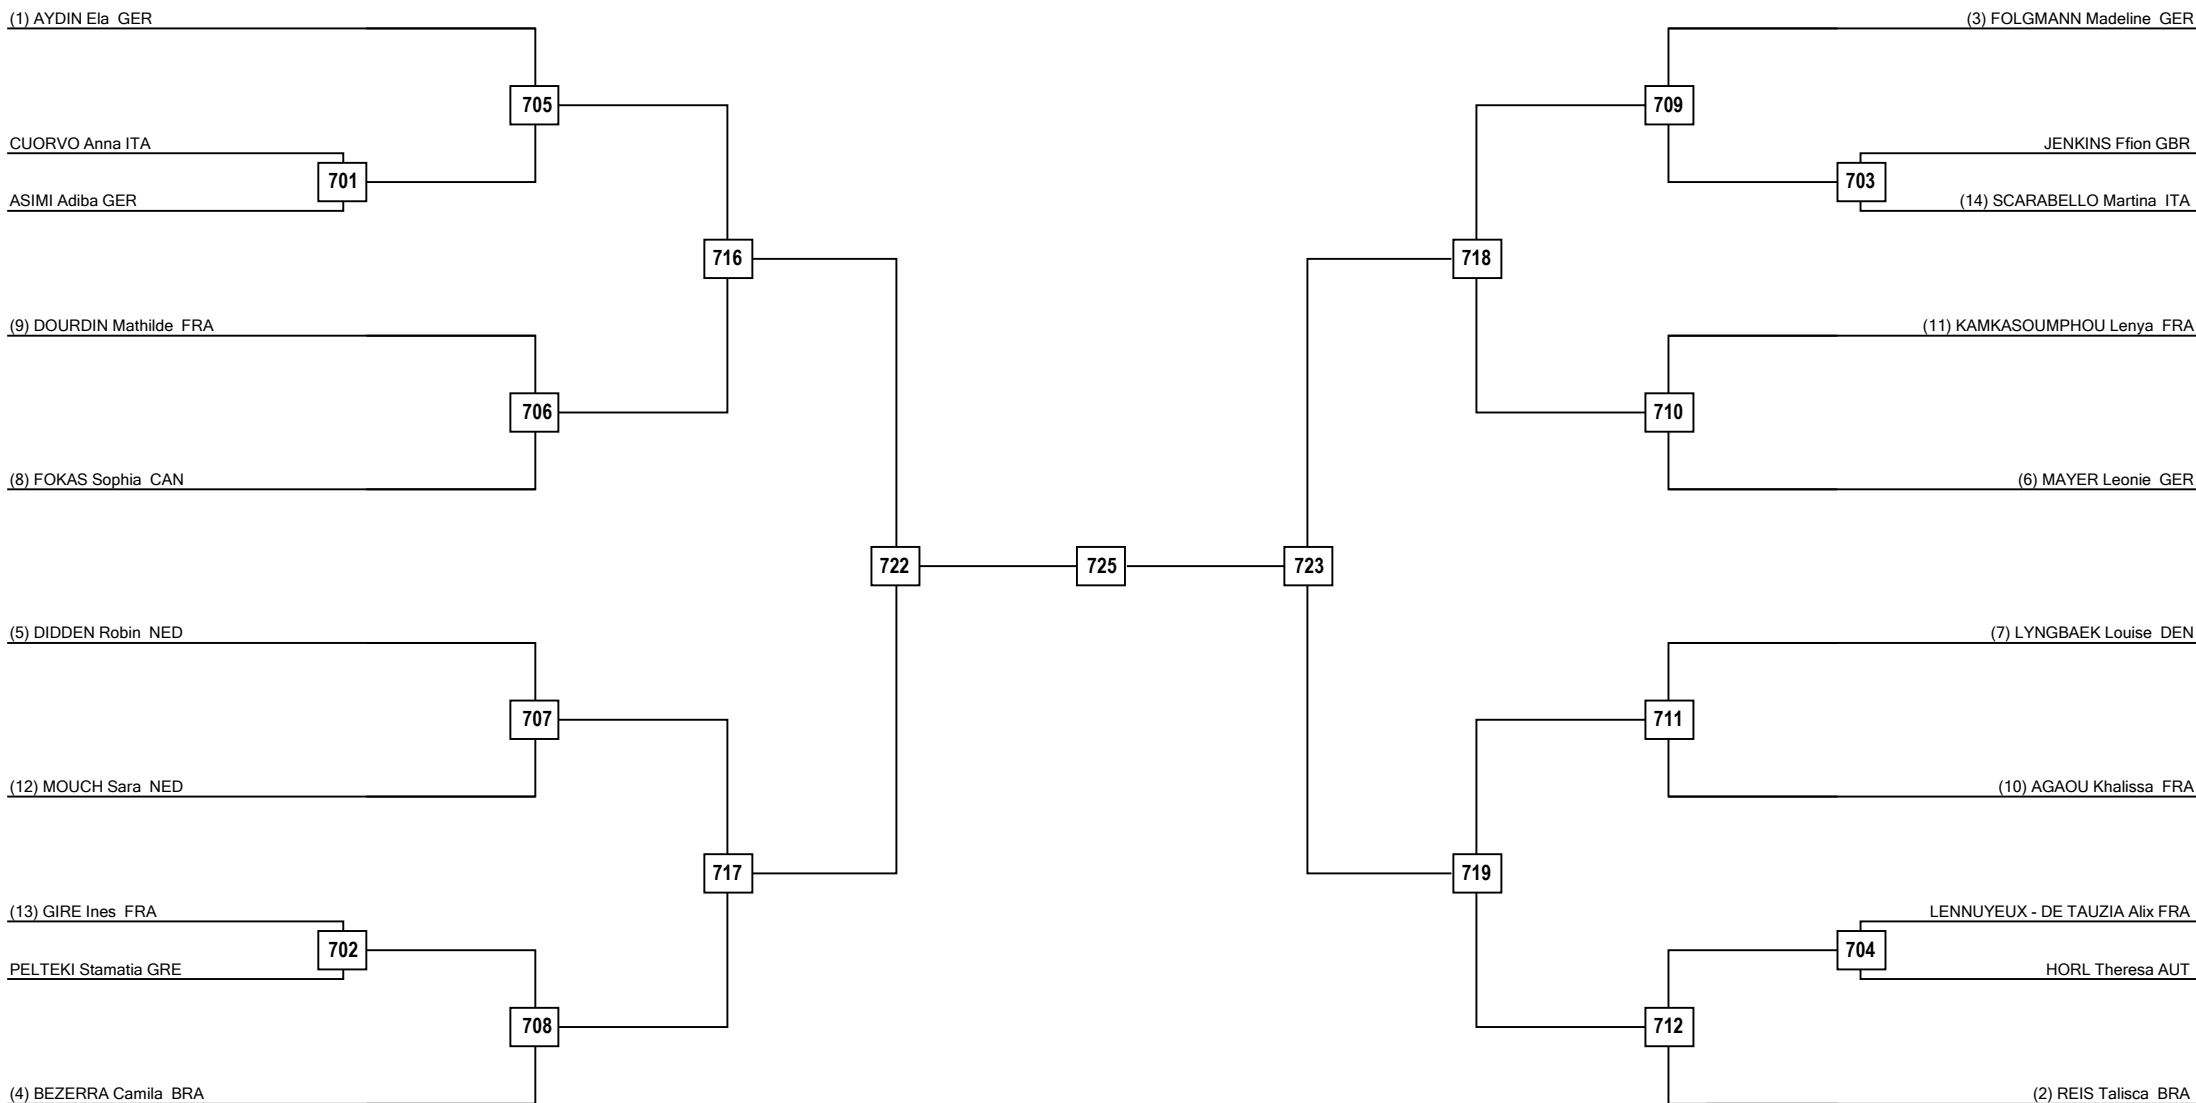 (1) AYDIN Ela GER
(3) FOLGMANN Madeline GER
705
709
CUORVO Anna ITA
JENKINS Ffion GBR
701
703
ASIMI Adiba GER
(14) SCARABELLO Martina ITA
716
718
(9) DOURDIN Mathilde FRA
(11) KAMKASOUMPHOU Lenya FRA
706
710
(8) FOKAS Sophia CAN
(6) MAYER Leonie GER
722
725
723
(5) DIDDEN Robin NED
(7) LYNGBAEK Louise DEN
707
711
(12) MOUCH Sara NED
(10) AGAOU Khalissa FRA
717
719
(13) GIRE Ines FRA
LENNUYEUX - DE TAUZIA Alix FRA
702
704
PELTEKI Stamatia GRE
HORL Theresa AUT
708
712
(4) BEZERRA Camila BRA
(2) REIS Talisca BRA